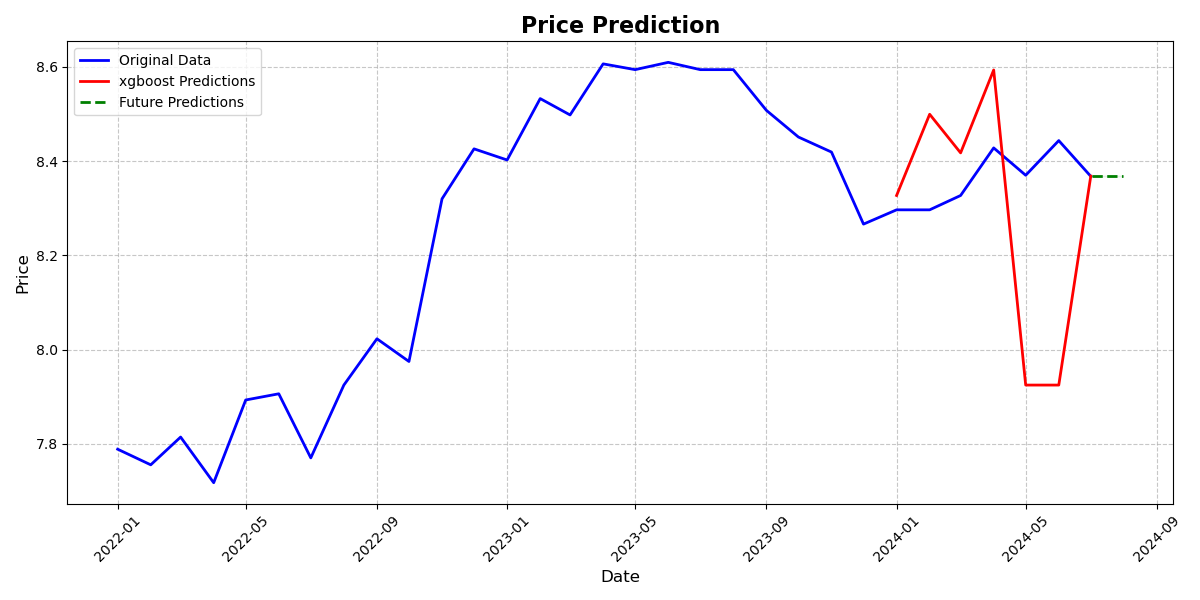 Price Prediction
Original Data
xgboost Predictions
Future Predictions
8.6
8.4
8.2
8.0
7.8
Price
2022-01
2022-05
2022-09
2023-01
2023-05
2023-09
2024-01
2024-05
2024-09
Date